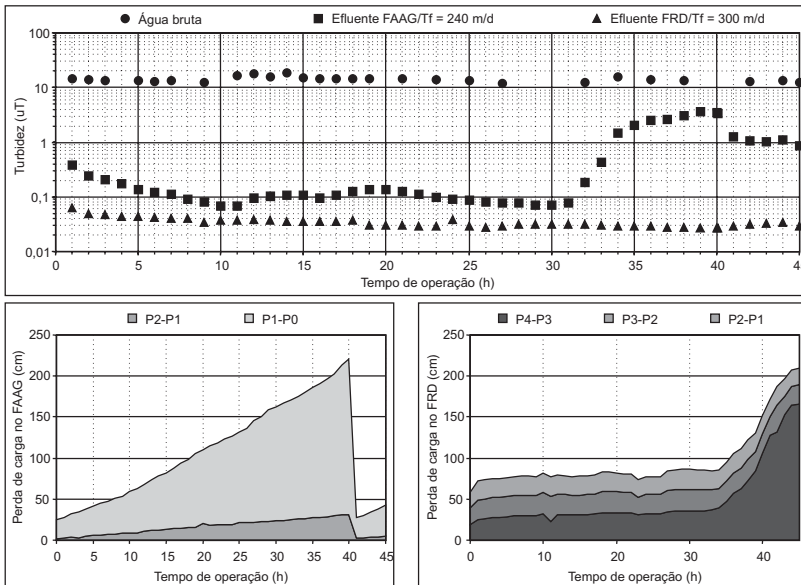 Água bruta
Efluente FAAG/Tf = 240 m/d
Efluente FRD/Tf = 300 m/d
Turbidez (uT)
100
10
1
0,1
0,01
0 5 10 15 20 25 30 35 40 45
Tempo de operação (h)
P2-P1 P1-P0
Perda de carga no FAAG (cm)
250
200
150
100
50
0
0 5 10 15 20 25 30 35 40 45
Tempo de operação (h)
P4-P3 P3-P2 P2-P1
Perda de carga no FRD (cm)
250
200
150
100
50
0
0 10 20 30 40
Tempo de operação (h)